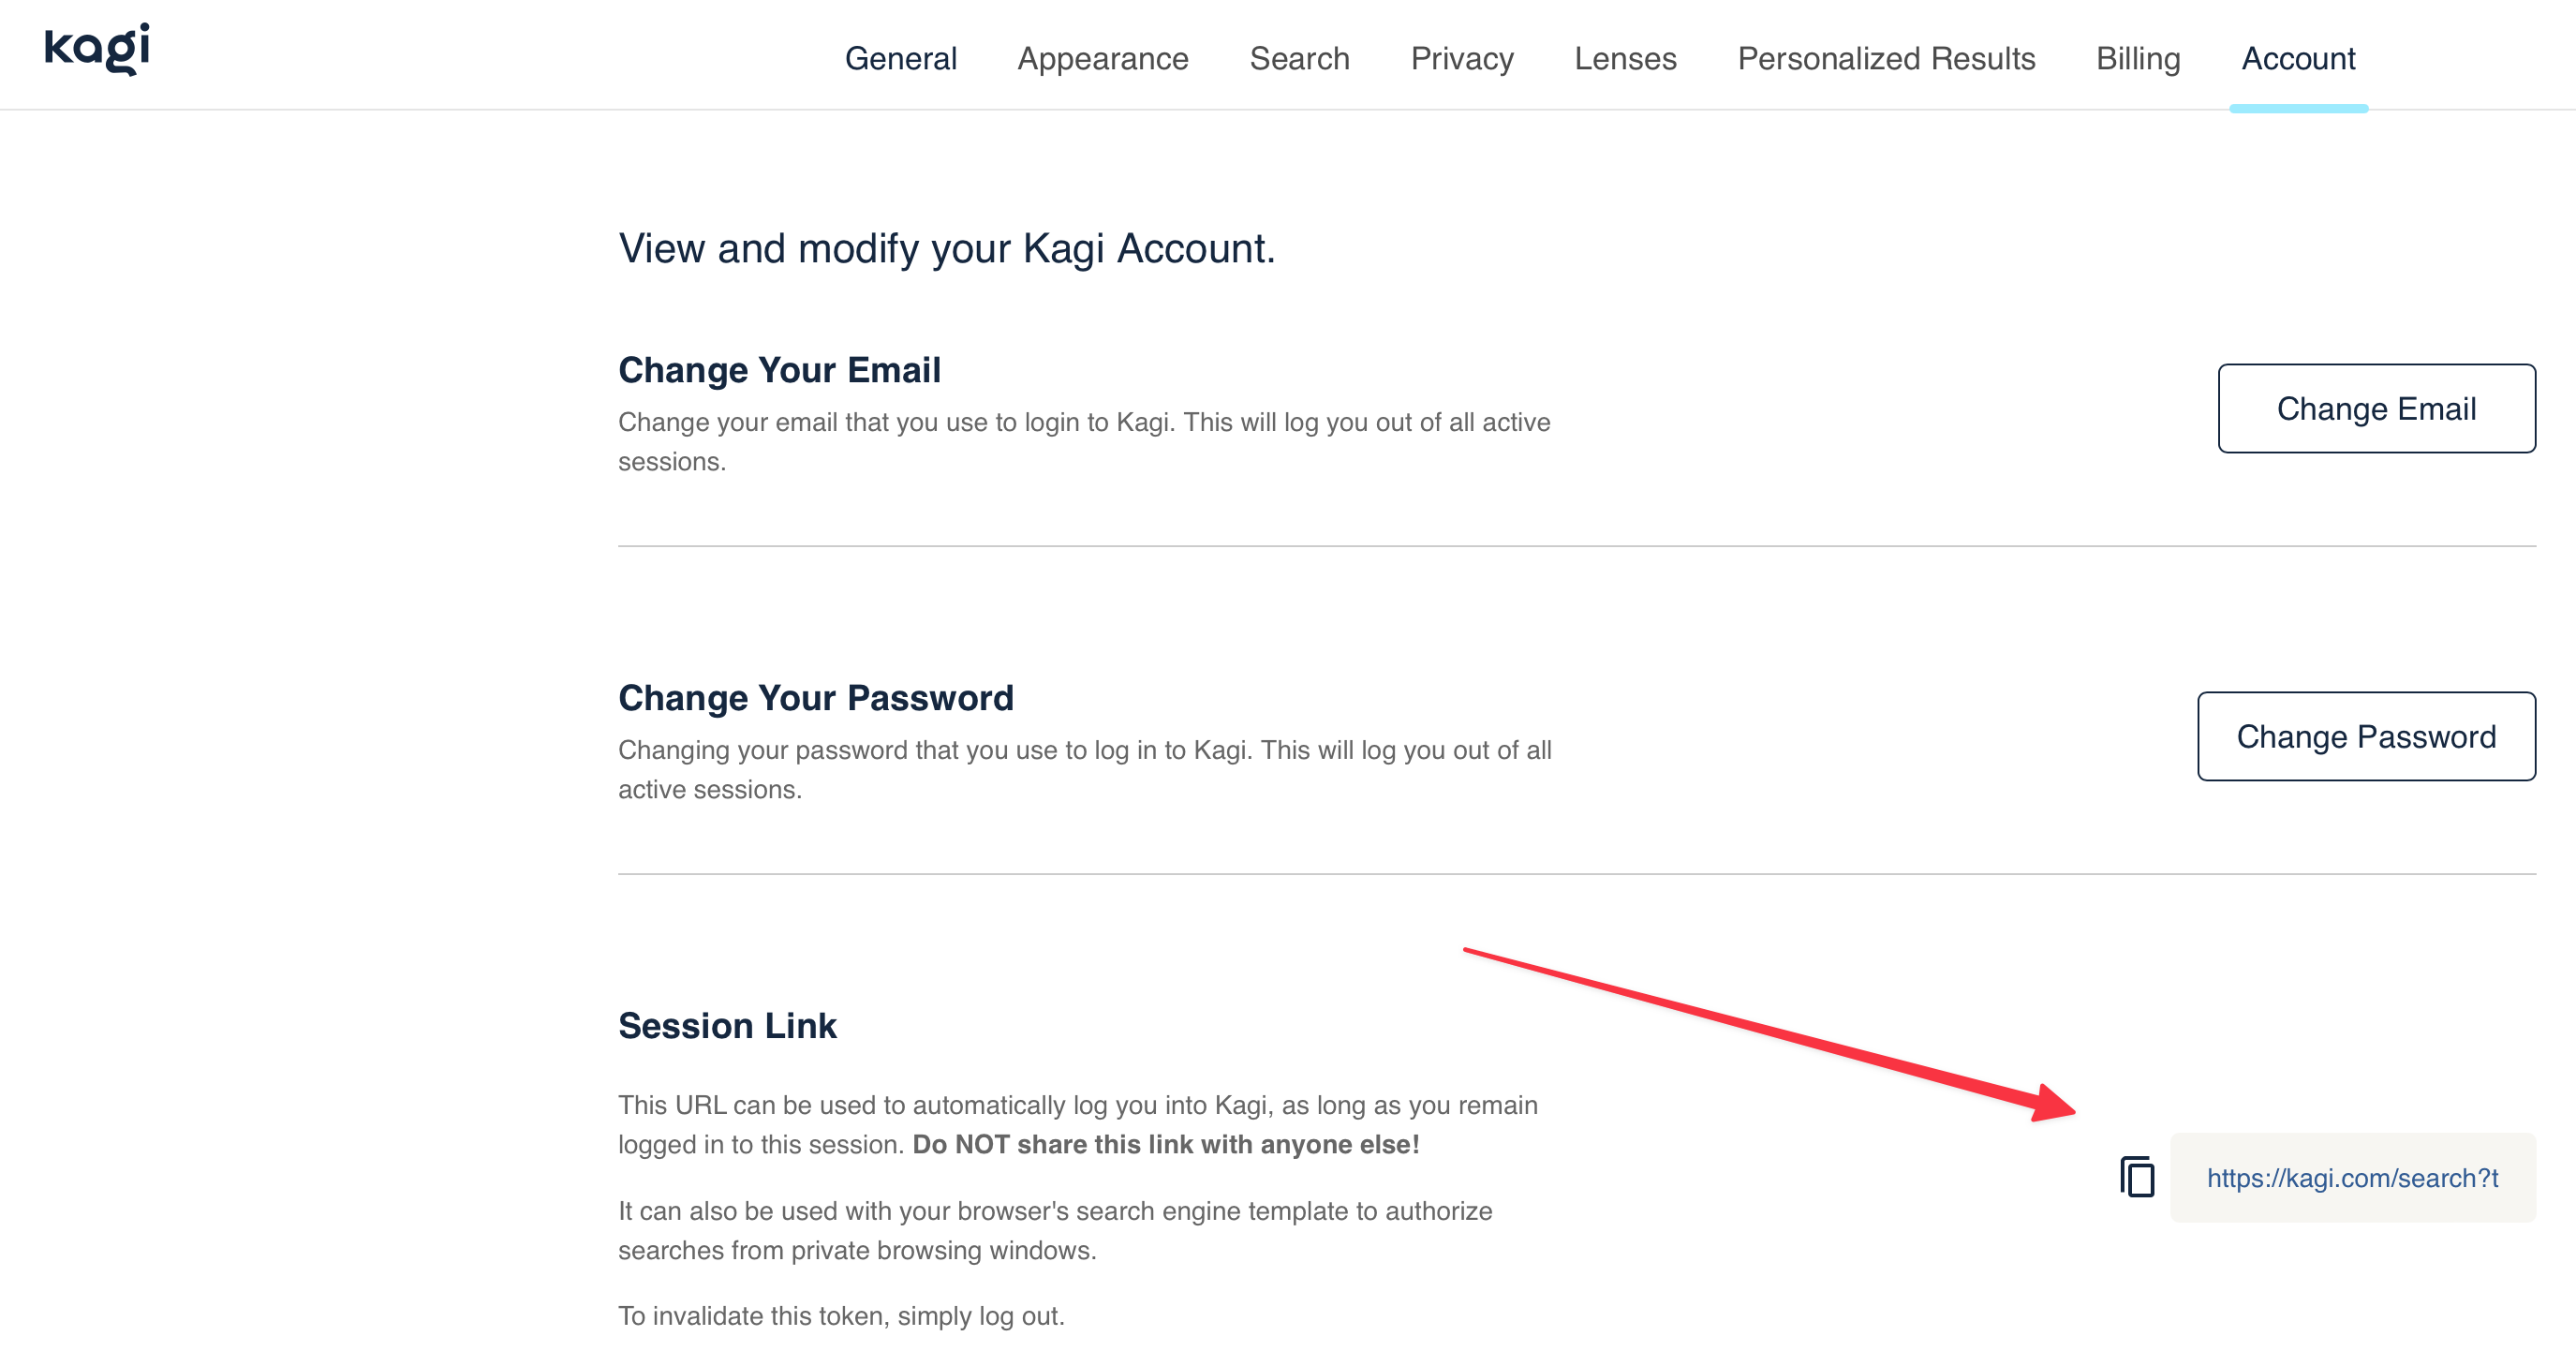 kagi
General Appearance Search Privacy Lenses Personalized Results Billing Account
View and modify your Kagi Account.
Change Your Email
Change your email that you use to login to Kagi. This will log you out of all active
sessions.
Change Email
Change Your Password
Changing your password that you use to log in to Kagi. This will log you out of all
active sessions.
Change Password
Session Link
This URL can be used to automatically log you into Kagi, as long as you remain
logged in to this session. Do NOT share this link with anyone else!
It can also be used with your browser's search engine template to authorize
searches from private browsing windows.
To invalidate this token, simply log out.
https://kagi.com/search?t